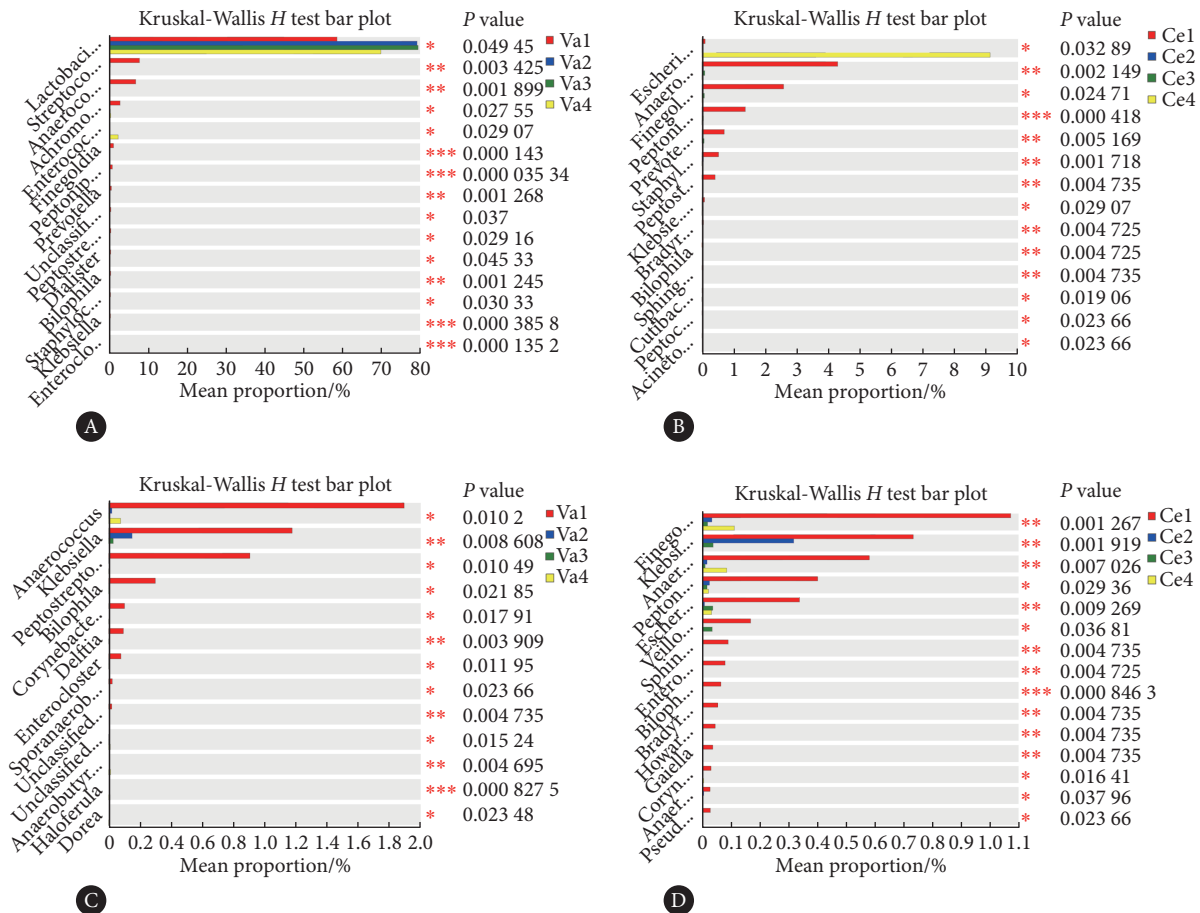 Kruskal-Wallis H test bar plot
P value
Lactobaci...
Streptoco...
Anaeroco...
Achromo...
Enterococ...
Finegoldia
Peptonip...
Prevotella
Unclassifi...
Peptostre...
Dialister
Bilophila
Staphyloc...
Klebsiella
Enteroclo...
* 0.049 45
** 0.003 425
** 0.001 899
* 0.027 55
* 0.029 07
*** 0.000 143
*** 0.000 035 34
** 0.001 268
* 0.037
* 0.029 16
* 0.045 33
** 0.001 245
* 0.030 33
*** 0.000 385 8
*** 0.000 135 2
Va1
Va2
Va3
Va4
0 10 20 30 40 50 60 70 80
Mean proportion/%
A
Kruskal-Wallis H test bar plot
P value
Escheri...
Anaero...
Finegol...
Peptoni...
Prevote...
Staphyl...
Peptost...
Klebsie...
Bradyr...
Bilophila
Sphing...
Cutibac...
Peptoc...
Acineto...
* 0.032 89
** 0.002 149
* 0.024 71
*** 0.000 418
** 0.005 169
** 0.001 718
** 0.004 735
* 0.029 07
** 0.004 725
** 0.004 725
** 0.004 735
* 0.019 06
* 0.023 66
* 0.023 66
Ce1
Ce2
Ce3
Ce4
0 1 2 3 4 5 6 7 8 9 10
Mean proportion/%
B
Kruskal-Wallis H test bar plot
P value
Anaerococcus
Klebsiella
Peptostrepto...
Bilophila
Corynebacte..
Delftia
Enterocloster
Sporanaerob...
Unclassified..
Unclassified...
Anaerobutyr...
Haloferula
Dorea
* 0.010 2
** 0.008 608
* 0.010 49
* 0.021 85
* 0.017 91
** 0.003 909
* 0.011 95
* 0.023 66
** 0.004 735
* 0.015 24
** 0.004 695
*** 0.000 827 5
* 0.023 48
Va1
Va2
Va3
Va4
0 0.2 0.4 0.6 0.8 1.0 1.2 1.4 1.6 1.8 2.0
Mean proportion/%
C
Kruskal-Wallis H test bar plot
P value
Finego...
Klebsi...
Anaer...
Pepton...
Escher...
Veillo...
Sphin...
Entero...
Biloph...
Bradyr...
Howar...
Gaiella
Coryn...
Anaer...
Pseud...
** 0.001 267
** 0.001 919
** 0.007 026
* 0.029 36
** 0.009 269
* 0.036 81
** 0.004 735
** 0.004 725
*** 0.000 846 3
** 0.004 735
** 0.004 735
** 0.004 735
* 0.016 41
* 0.037 96
* 0.023 66
Ce1
Ce2
Ce3
Ce4
0 0.1 0.2 0.3 0.4 0.5 0.6 0.7 0.8 0.9 1.0 1.1
Mean proportion/%
D